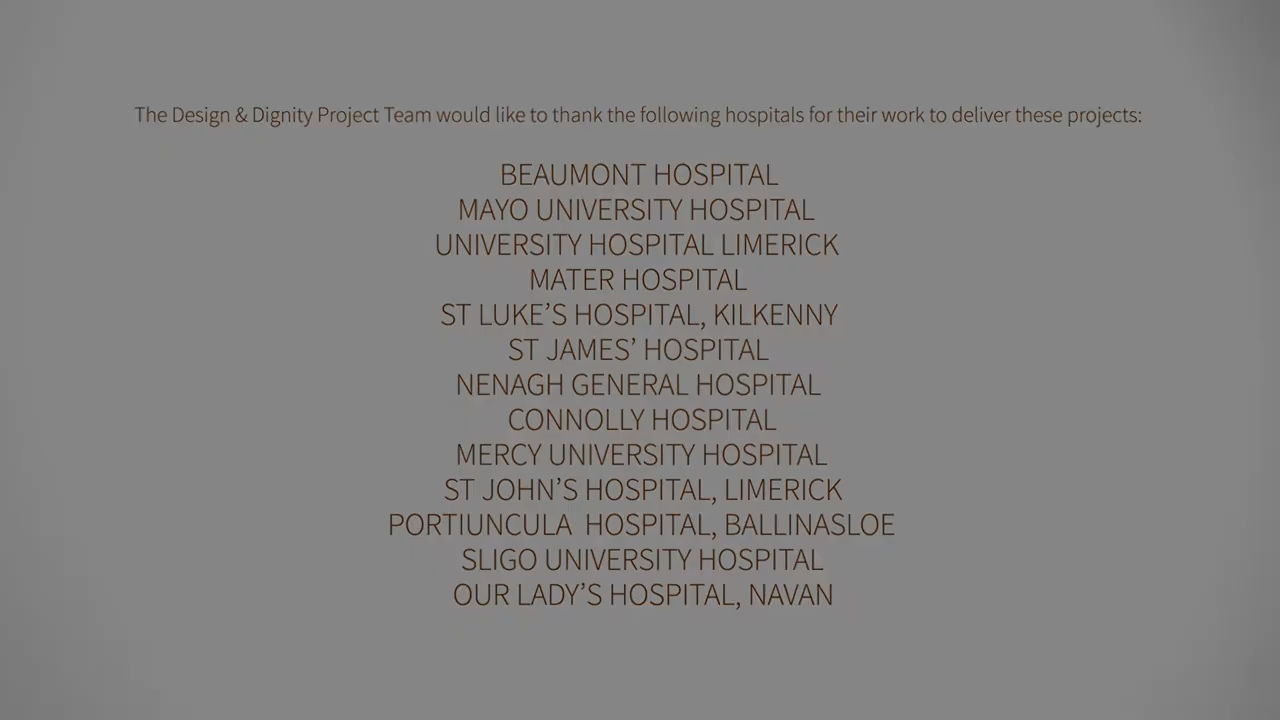 The Design & Dignity Project Team would like to thank the following hospitals for their work to deliver these projects:
BEAUMONT HOSPITAL
MAYO UNIVERSITY HOSPITAL
UNIVERSITY HOSPITAL LIMERICK
MATER HOSPITAL
ST LUKE’S HOSPITAL, KILKENNY
ST JAMES’ HOSPITAL
NENAGH GENERAL HOSPITAL
CONNOLLY HOSPITAL
MERCY UNIVERSITY HOSPITAL
ST JOHN’S HOSPITAL, LIMERICK
PORTIUNCULA  HOSPITAL, BALLINASLOE
SLIGO UNIVERSITY HOSPITAL
OUR LADY’S HOSPITAL, NAVAN